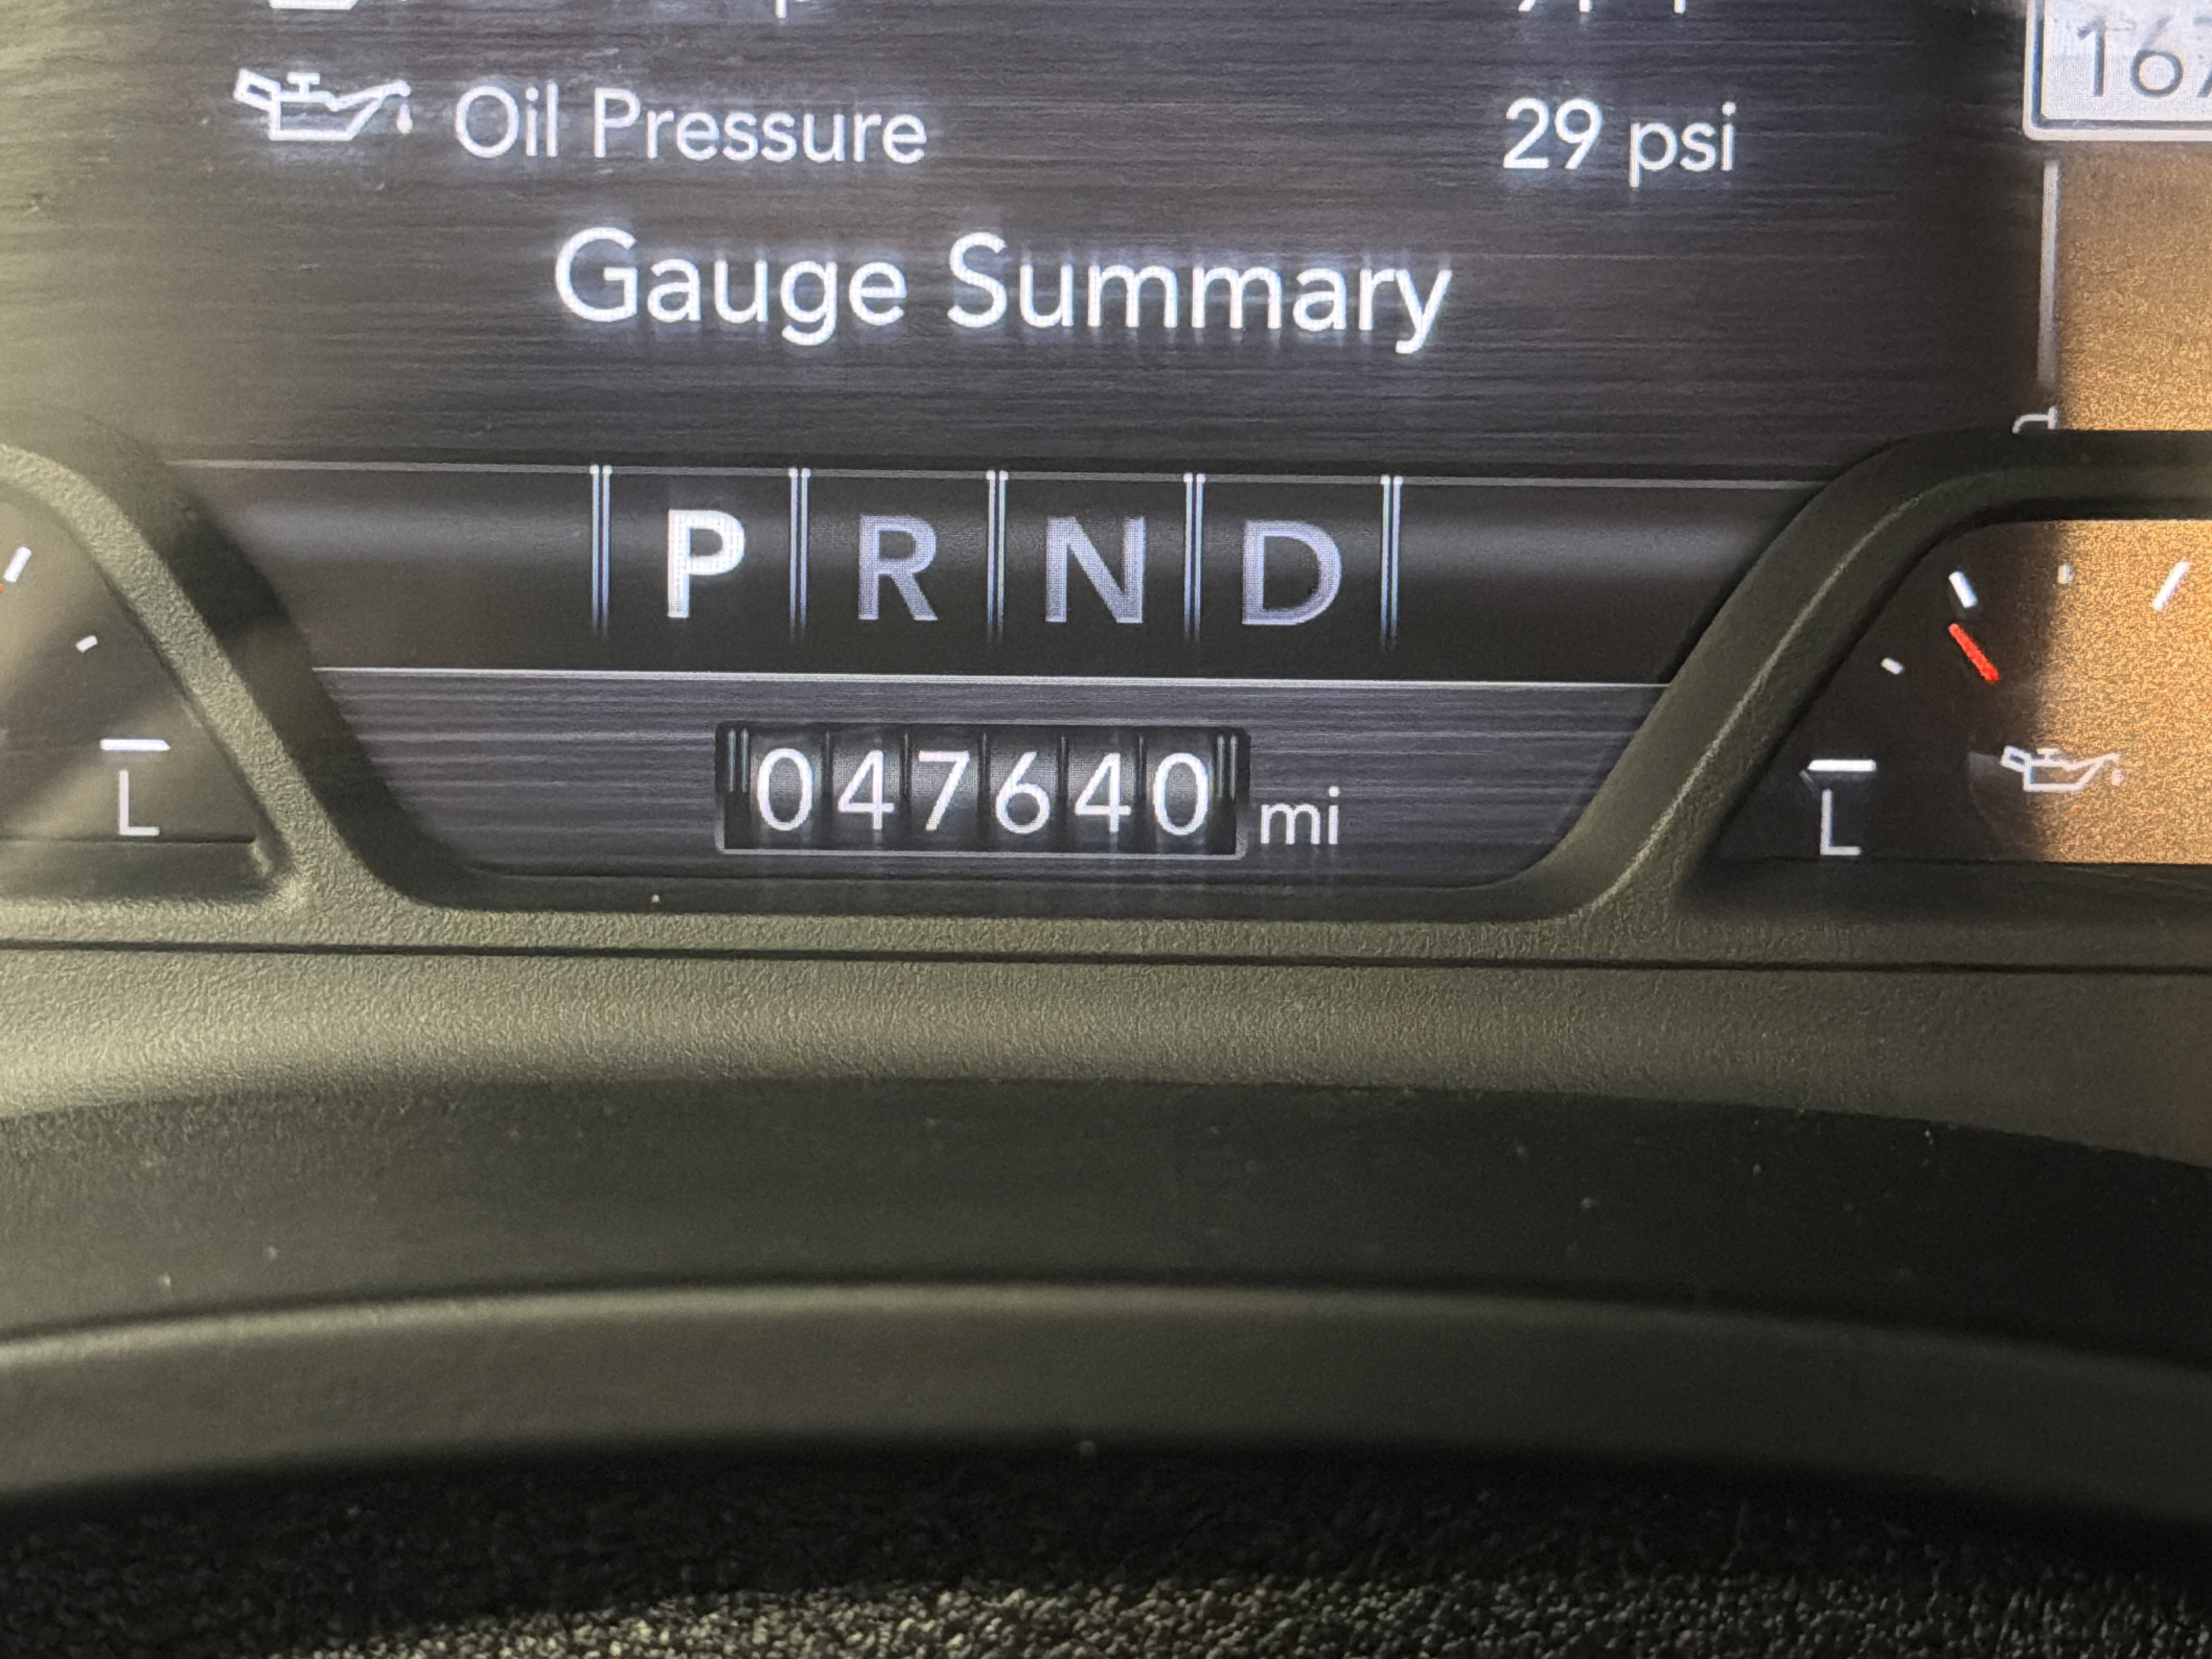 Oil Pressure 29 psi
Gauge Summary
P R N D
047640 mi
L
L